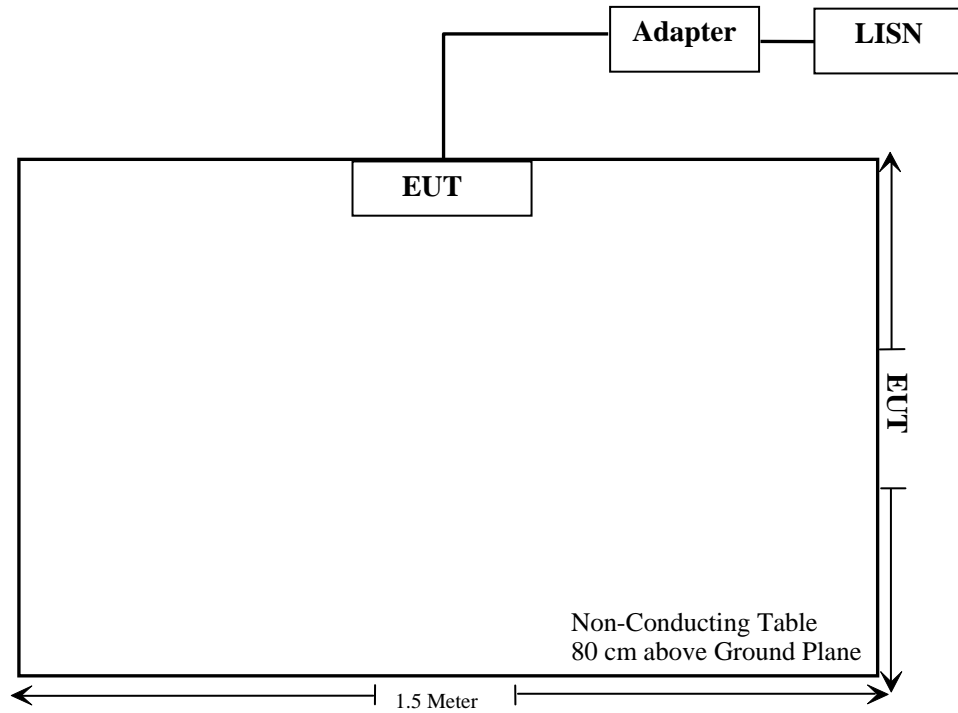 Adapter
LISN
EUT
EUT
Non-Conducting Table
80 cm above Ground Plane
1.5 Meter